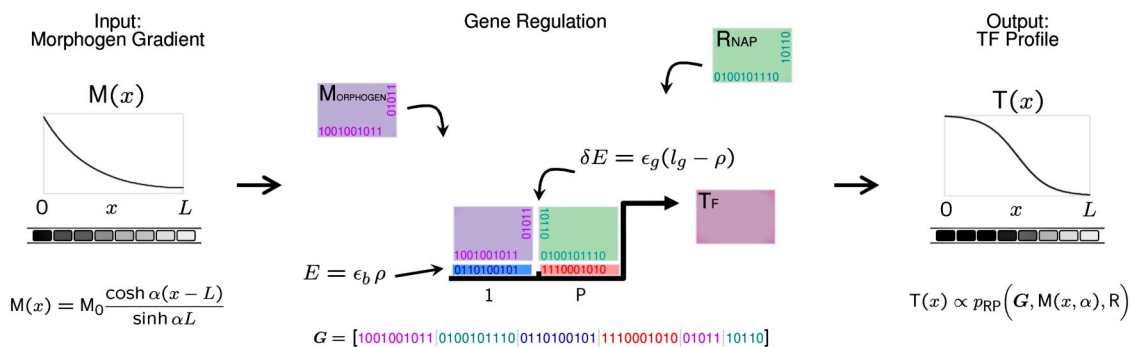 Input:
Morphogen Gradient
Gene Regulation
Output:
TF Profile
M(x)
0 x L
M(x) = M₀ cosh α(x − L) / sinh αL
MORPHOGEN
01011
1001001011
RNAP
10110
0100101110
δE = ϵg(lg − ρ)
TF
01011
10110
1001001011
0100101110
E = ϵb ρ
0110100101
1110001010
1 P
G = [1001001011|0100101110|0110100101|1110001010|01011|10110]
T(x)
0 x L
T(x) ∝ pRP(G, M(x, α), R)